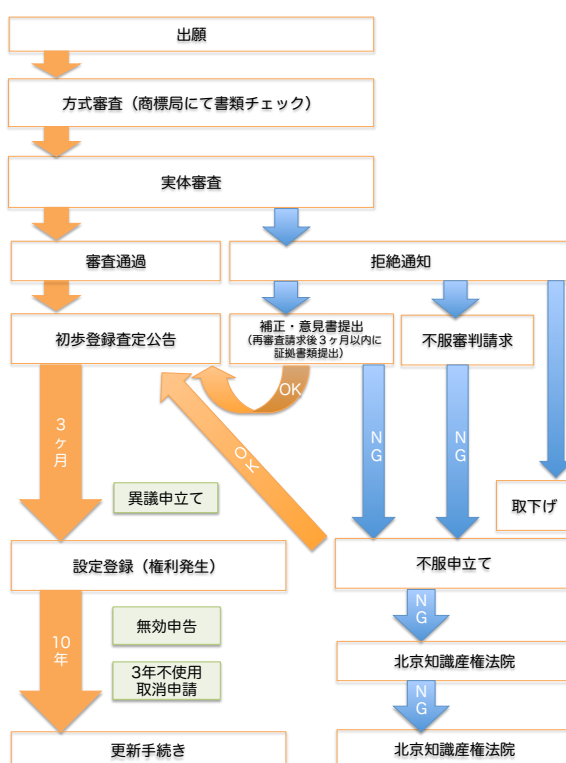 出願
方式審査（商標局にて書類チェック）
実体審査
審査通過
拒絶通知
初歩登録査定公告
補正・意見書提出
（再審査請求後３ヶ月以内に
証拠書類提出）
不服審判請求
OK
OK
3ヶ月
NG
NG
異議申立て
取下げ
設定登録（権利発生）
不服申立て
NG
無効申告
10年
北京知識産権法院
3年不使用
取消申請
NG
更新手続き
北京知識産権法院